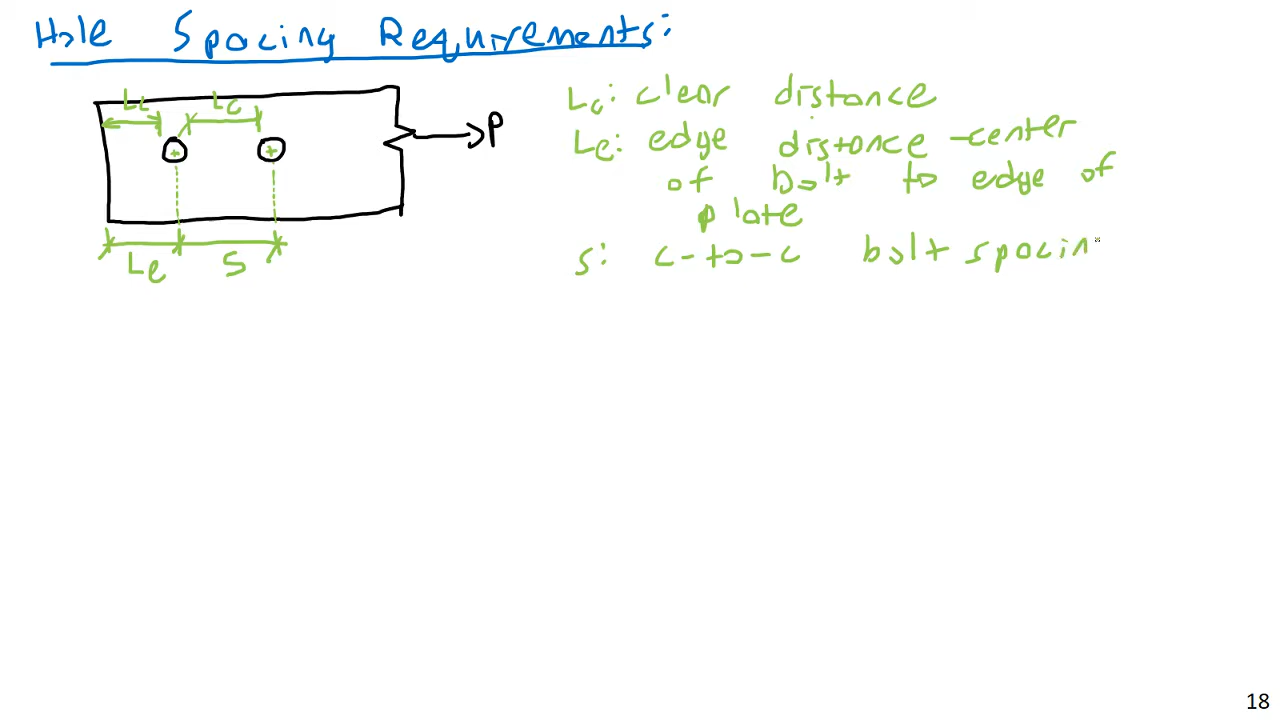 Hole Spacing Requirements:
Lc Lc
P
Le S
Lc: clear distance
Le: edge distance -center
of bolt to edge of
plate
s: c-to-c bolt spacin
18